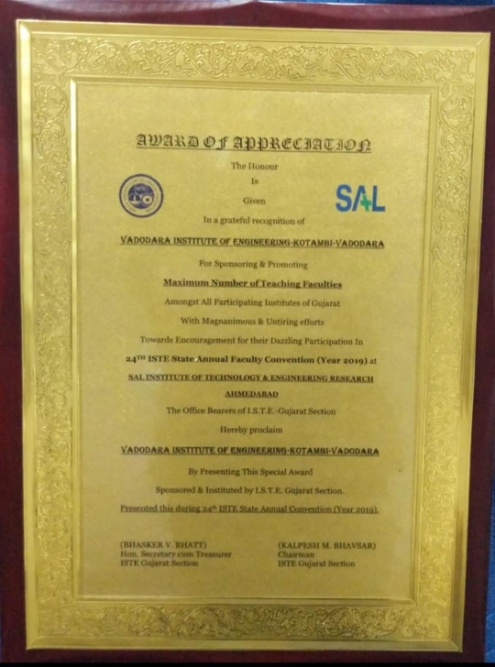 AWARD OF APPRECIATION
The Honour
Is
Given
SAL
In a grateful recognition of
VADODARA INSTITUTE OF ENGINEERING-KOTAMBI-VADODARA
For Sponsoring & Promoting
Maximum Number of Teaching Faculties
Amongst All Participating Institutes of Gujarat
With Magnanimous & Untiring efforts
Towards Encouragement for their Dazzling Participation In
24TH ISTE State Annual Faculty Convention (Year 2019) at
SAL INSTITUTE OF TECHNOLOGY & ENGINEERING RESEARCH
AHMEDABAD
The Office Bearers of I.S.T.E.-Gujarat Section
Hereby proclaim
VADODARA INSTITUTE OF ENGINEERING-KOTAMBI-VADODARA
By Presenting This Special Award
Sponsored & Instituted by I.S.T.E. Gujarat Section.
Presented this during 24th ISTE State Annual Convention (Year 2019).
(BHASKER V. BHATT)
Hon. Secretary cum Treasurer
ISTE Gujarat Section
(KALPESH M. BHAVSAR)
Chairman
ISTE Gujarat Section